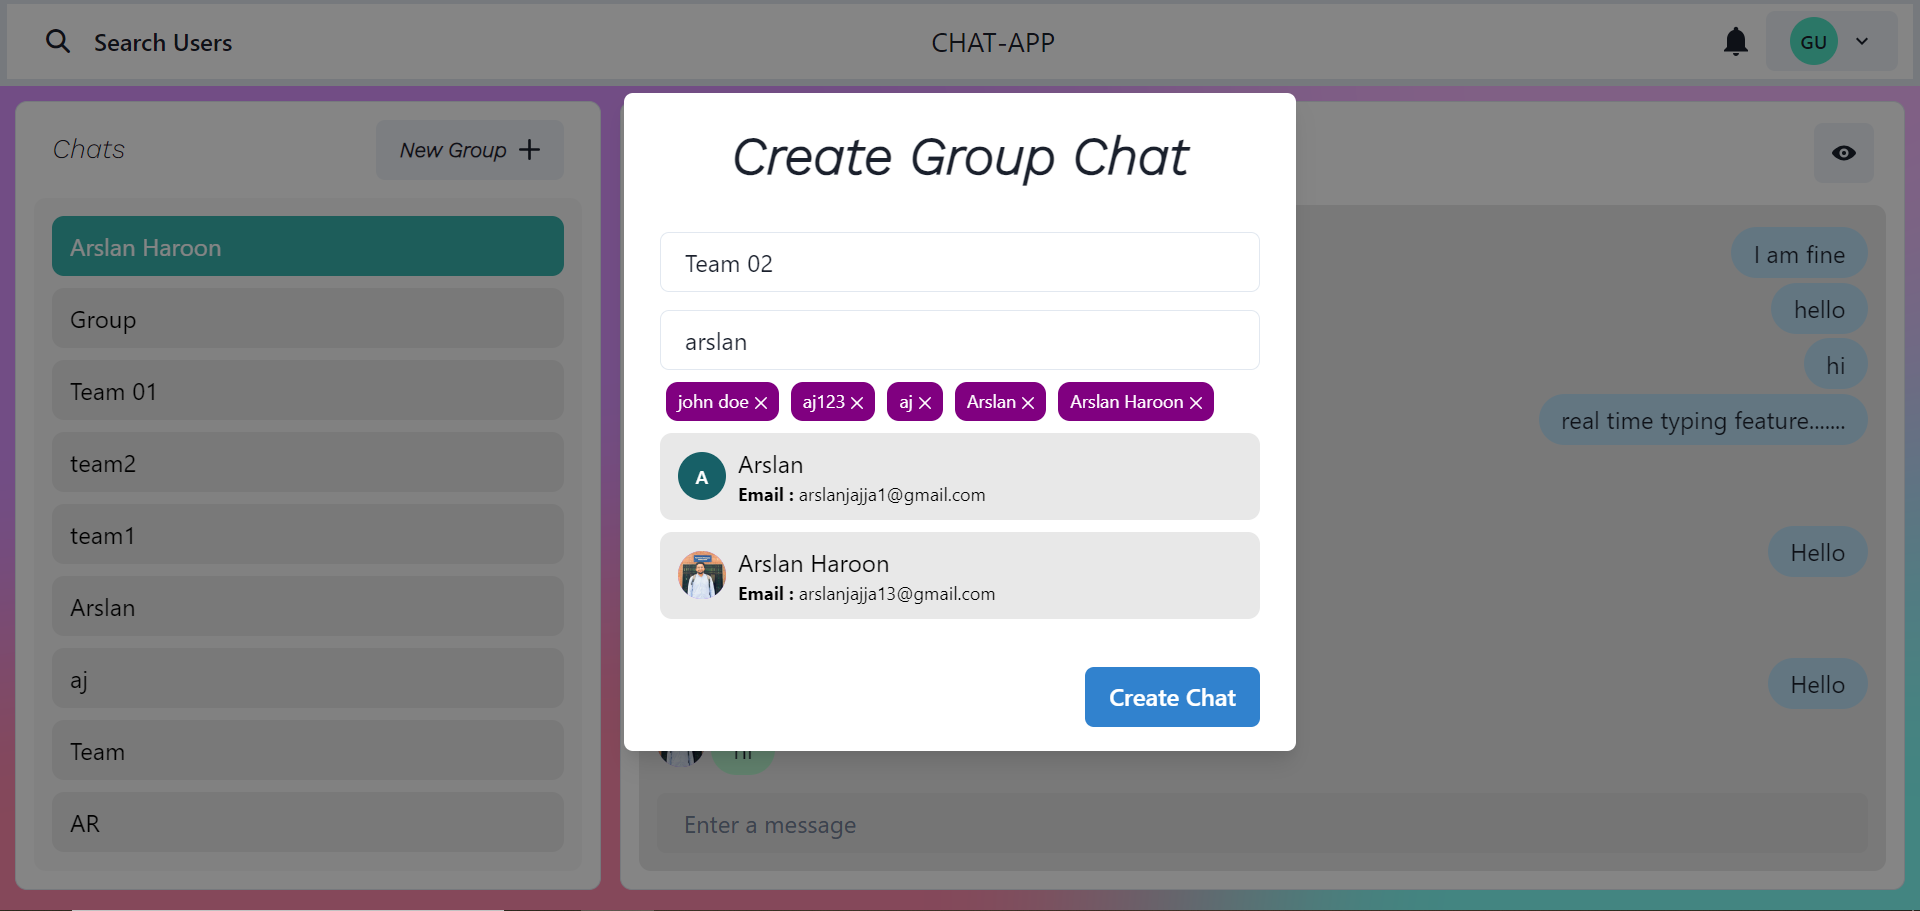 Search Users
CHAT-APP
GU
Chats
New Group
Arslan Haroon
Group
Team 01
team2
team1
Arslan
aj
Team
AR
Create Group Chat
Team 02
arslan
john doe
aj123
aj
Arslan
Arslan Haroon
A
Arslan
Email : arslanjajja1@gmail.com
Arslan Haroon
Email : arslanjajja13@gmail.com
Create Chat
I am fine
hello
hi
real time typing feature.......
Hello
Hello
Enter a message